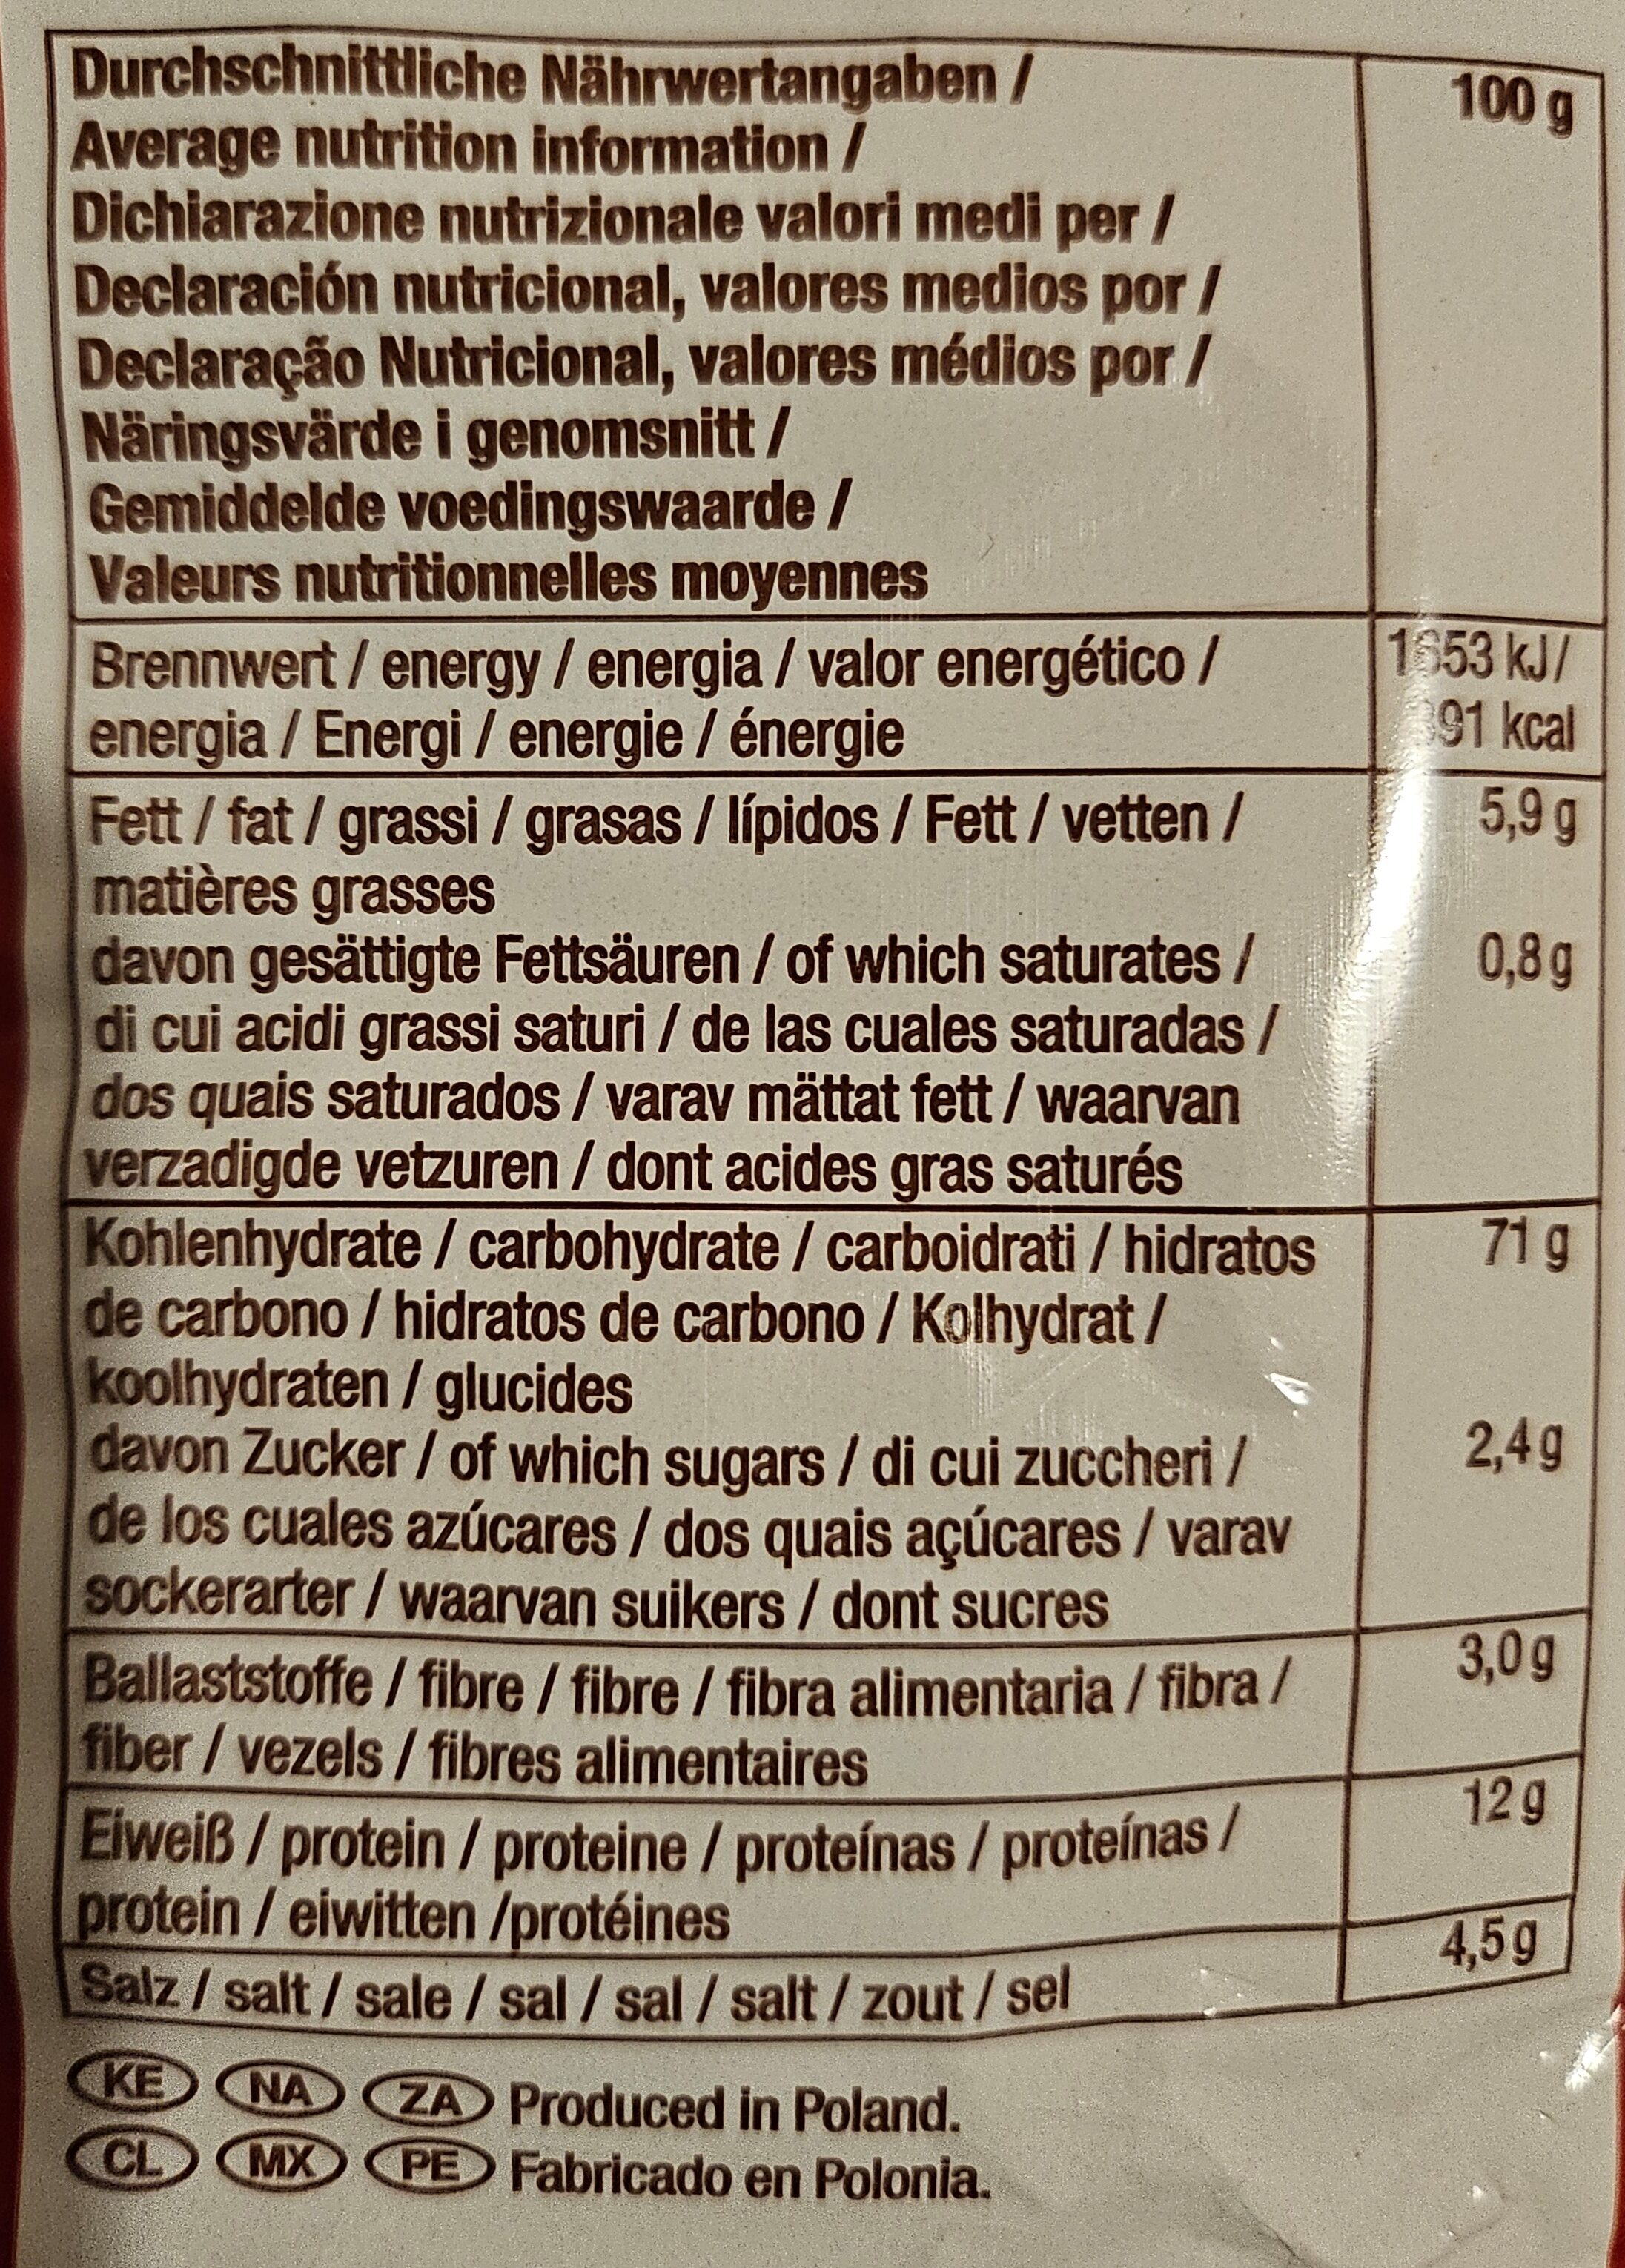 Durchschnittliche Nährwertangaben / 100 g
Average nutrition information /
Dichiarazione nutrizionale valori medi per /
Declaración nutricional, valores medios por /
Declaração Nutricional, valores médios por /
Näringsvärde i genomsnitt /
Gemiddelde voedingswaarde /
Valeurs nutritionnelles moyennes
Brennwert / energy / energia / valor energético / 1653 kJ/
energia / Energi / energie / énergie 391 kcal
Fett / fat / grassi / grasas / lípidos / Fett / vetten / 5,9 g
matières grasses
davon gesättigte Fettsäuren / of which saturates / 0,8 g
di cui acidi grassi saturi / de las cuales saturadas /
dos quais saturados / varav mättat fett / waarvan
verzadigde vetzuren / dont acides gras saturés
Kohlenhydrate / carbohydrate / carboidrati / hidratos 71 g
de carbono / hidratos de carbono / Kolhydrat /
koolhydraten / glucides
davon Zucker / of which sugars / di cui zuccheri / 2,4 g
de los cuales azúcares / dos quais açúcares / varav
sockerarter / waarvan suikers / dont sucres
Ballaststoffe / fibre / fibre / fibra alimentaria / fibra / 3,0 g
fiber / vezels / fibres alimentaires
Eiweiß / protein / proteine / proteínas / proteínas / 12 g
protein / eiwitten /protéines
Salz / salt / sale / sal / sal / salt / zout / sel 4,5 g
KE NA ZA Produced in Poland.
CL MX PE Fabricado en Polonia.